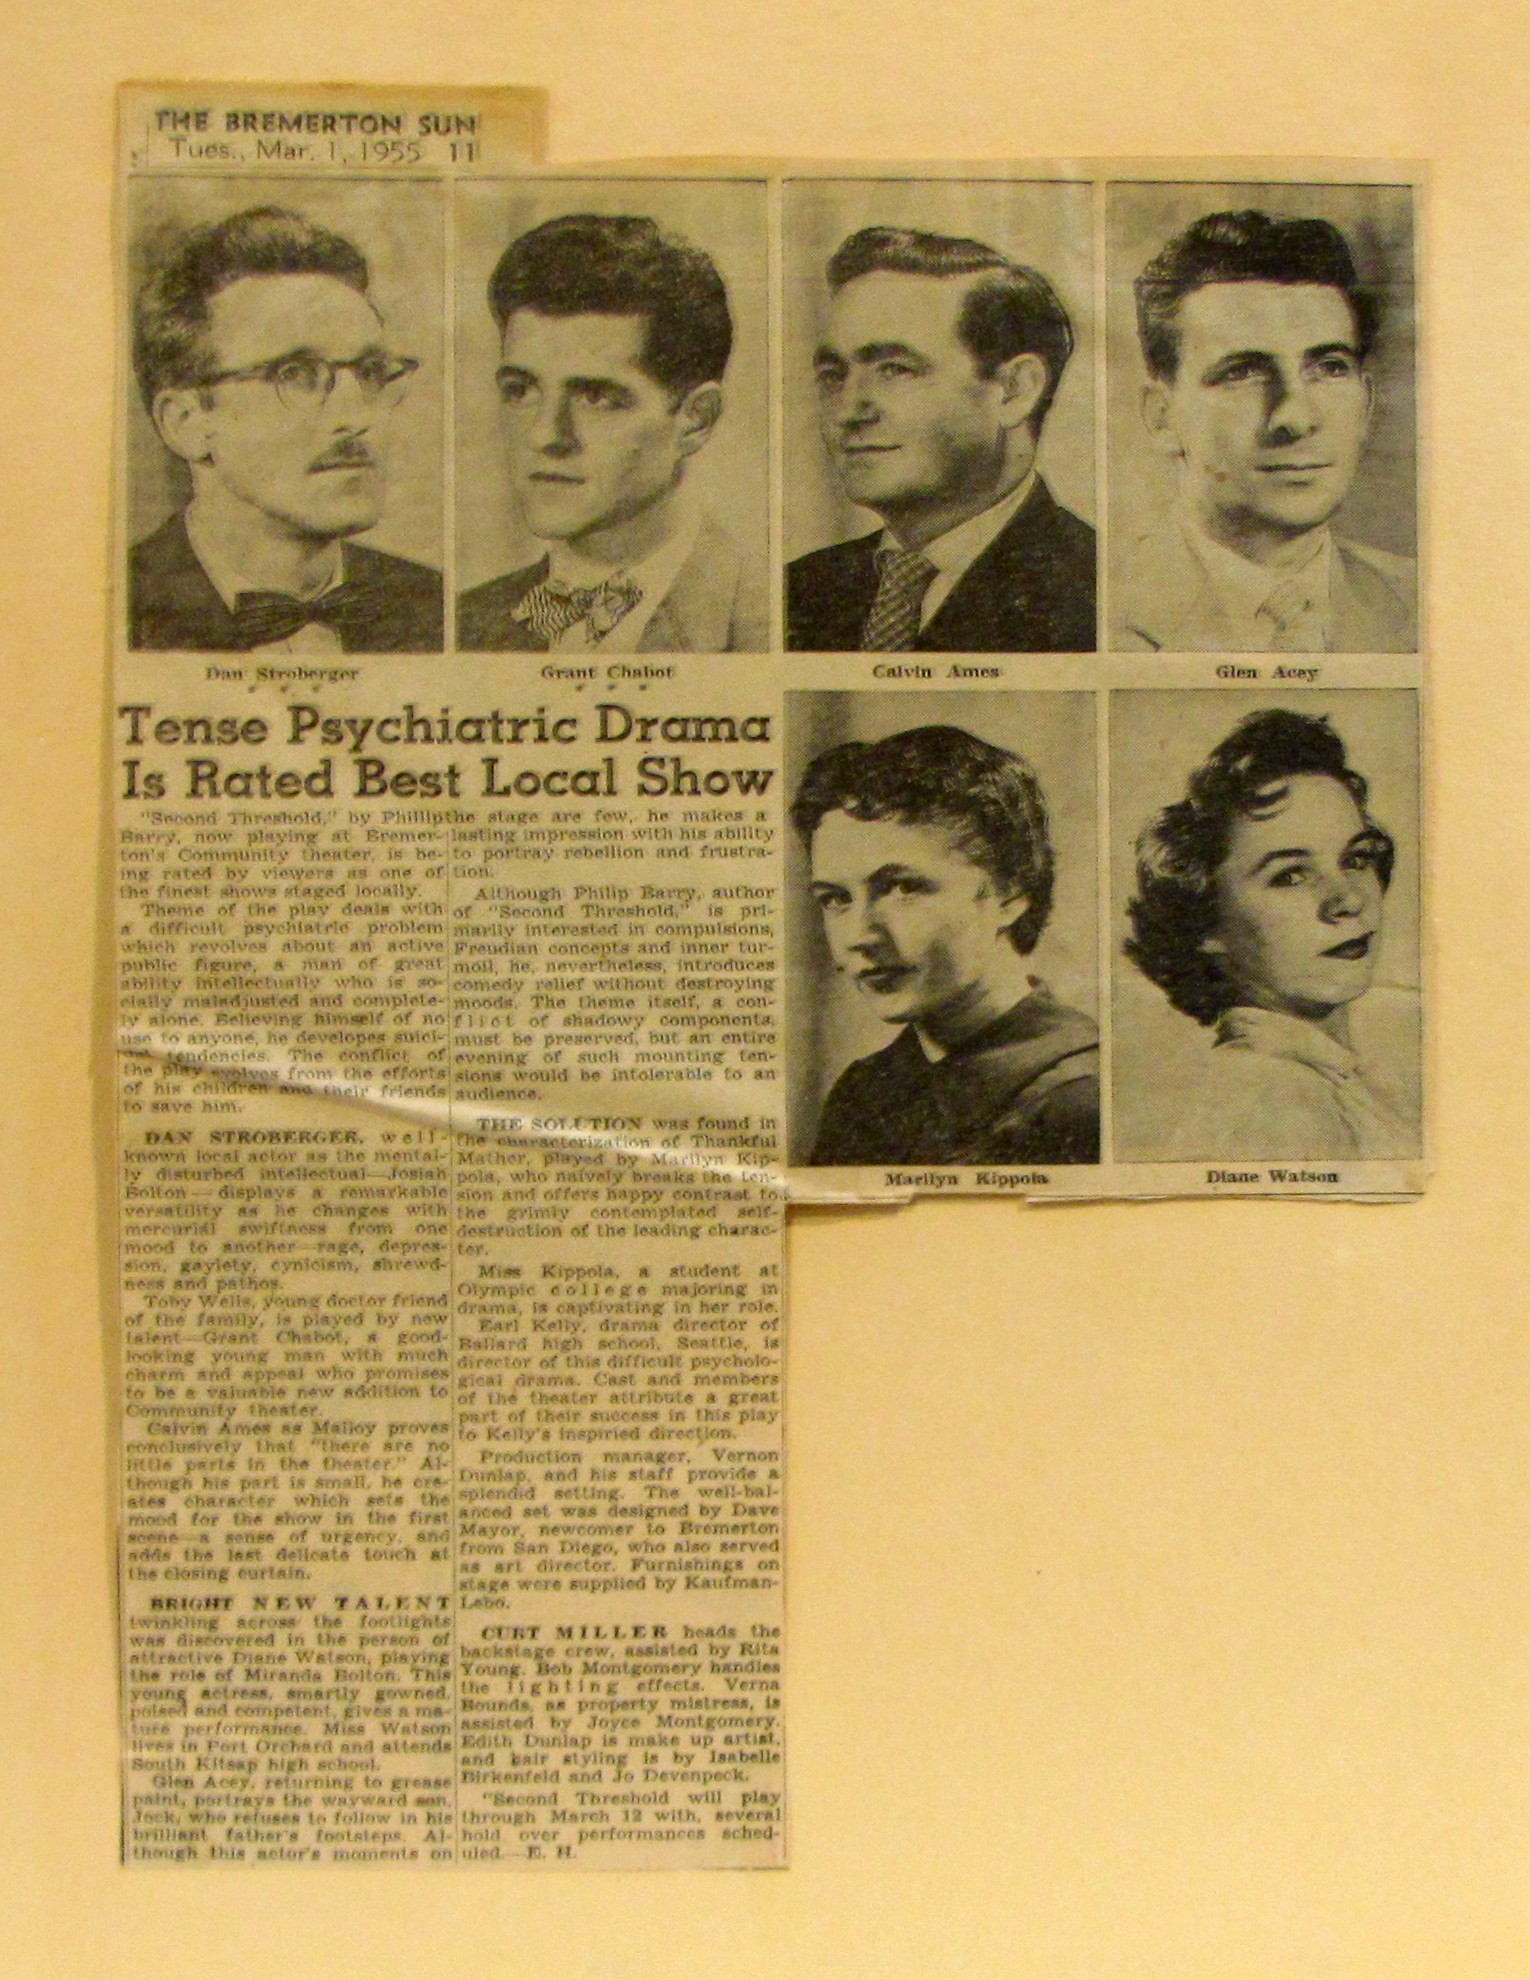 THE BREMERTON SUN
Tues., Mar. 1, 1955 11
Dan Stroberger
Grant Chabot
Calvin Ames
Glen Acey
Tense Psychiatric Drama
Is Rated Best Local Show
"Second Threshold," by Phillip
Barry, now playing at Bremer-
ton's Community theater, is be-
ing rated by viewers as one of
the finest shows staged locally.
Theme of the play deals with
a difficult psychiatric problem
which revolves about an active
public figure, a man of great
ability intellectually who is so-
cially maladjusted and complete-
ly alone. Believing himself of no
use to anyone, he developes suici-
dal tendencies. The conflict of
the play evolves from the efforts
of his children and their friends
to save him.
DAN STROBERGER, well-
known local actor as the mental-
ly disturbed intellectual—Josiah
Bolton—displays a remarkable
versatility as he changes with
mercurial swiftness from one
mood to another—rage, depres-
sion, gayiety, cynicism, shrewd-
ness and pathos.
Toby Wells, young doctor friend
of the family, is played by new
talent—Grant Chabot, a good-
looking young man with much
charm and appeal who promises
to be a valuable new addition to
Community theater.
Calvin Ames as Malloy proves
conclusively that "there are no
little parts in the theater." Al-
though his part is small, he cre-
ates character which sets the
mood for the show in the first
scene—a sense of urgency, and
adds the last delicate touch at
the closing curtain.
BRIGHT NEW TALENT
twinkling across the footlights
was discovered in the person of
attractive Diane Watson, playing
the role of Miranda Bolton. This
young actress, smartly gowned,
poised and competent, gives a ma-
ture performance. Miss Watson
lives in Port Orchard and attends
South Kitsap high school.
Glen Acey, returning to grease
paint, portrays the wayward son,
Jock, who refuses to follow in his
brilliant father's footsteps. Al-
though this actor's moments on
the stage are few, he makes a
lasting impression with his ability
to portray rebellion and frustra-
tion.
Although Philip Barry, author
of "Second Threshold," is pri-
marily interested in compulsions,
Freudian concepts and inner tur-
moil, he, nevertheless, introduces
comedy relief without destroying
moods. The theme itself, a con-
flict of shadowy components,
must be preserved, but an entire
evening of such mounting ten-
sions would be intolerable to an
audience.
THE SOLUTION was found in
the characterization of Thankful
Mather, played by Marilyn Kip-
pola, who naively breaks the ten-
sion and offers happy contrast to
the grimly contemplated self-
destruction of the leading charac-
ter.
Miss Kippola, a student at
Olympic college majoring in
drama, is captivating in her role.
Earl Kelly, drama director of
Ballard high school, Seattle, is
director of this difficult psycholo-
gical drama. Cast and members
of the theater attribute a great
part of their success in this play
to Kelly's inspiried direction.
Production manager, Vernon
Dunlap, and his staff provide a
splendid setting. The well-bal-
anced set was designed by Dave
Mayor, newcomer to Bremerton
from San Diego, who also served
as art director. Furnishings on
stage were supplied by Kaufman-
Lebo.
CURT MILLER heads the
backstage crew, assisted by Rita
Young. Bob Montgomery handles
the lighting effects. Verna
Bounds, as property mistress, is
assisted by Joyce Montgomery.
Edith Dunlap is make up artist,
and hair styling is by Isabelle
Birkenfeld and Jo Devenpeck.
"Second Threshold will play
through March 12 with, several
hold over performances sched-
uled.—E. H.
Marilyn Kippola
Diane Watson